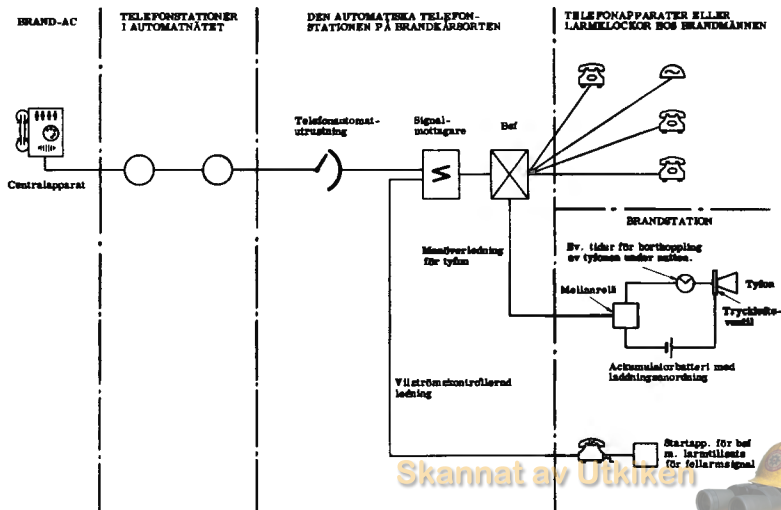 BRAND-AC
TELEFONSTATIONER
I AUTOMATNÄTET
DEN AUTOMATISKA TELEFON-
STATIONEN PÅ BRANDKÅRSORTEN
TELEFONAPPARATER ELLER
LARMKLOCKOR HOS BRANDMÄNNEN
Centralapparat
Telefonautomat-
utrustning
Signal-
mottagare
Bef
Manöverledning
för tyfon
Vilströmskontrollerad
ledning
BRANDSTATION
Ev. tidur för bortkoppling
av tyfonen under natten.
Mellanrelä
Tyfon
Trycklufts-
ventil
Ackumulatorbatteri med
laddningsanordning
Startapp. för bef
m. larmtillsats
för fellarmsignal
Skannat av Utkiken